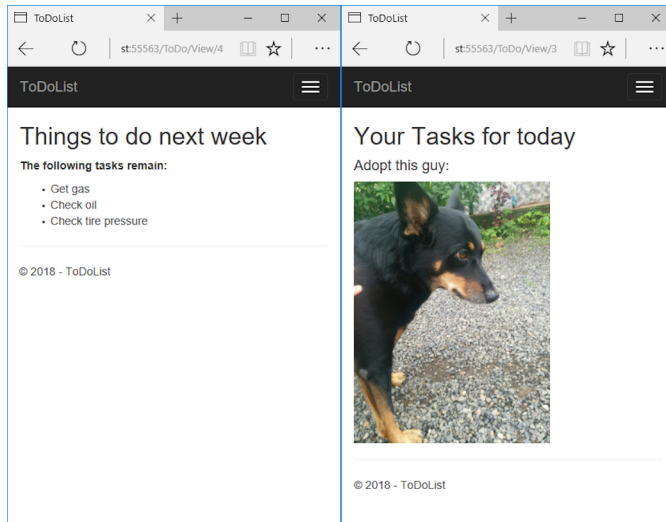 ToDoList
st:55563/ToDo/View/4
ToDoList
Things to do next week
The following tasks remain:
• Get gas
• Check oil
• Check tire pressure
© 2018 - ToDoList
ToDoList
st:55563/ToDo/View/3
ToDoList
Your Tasks for today
Adopt this guy:
© 2018 - ToDoList